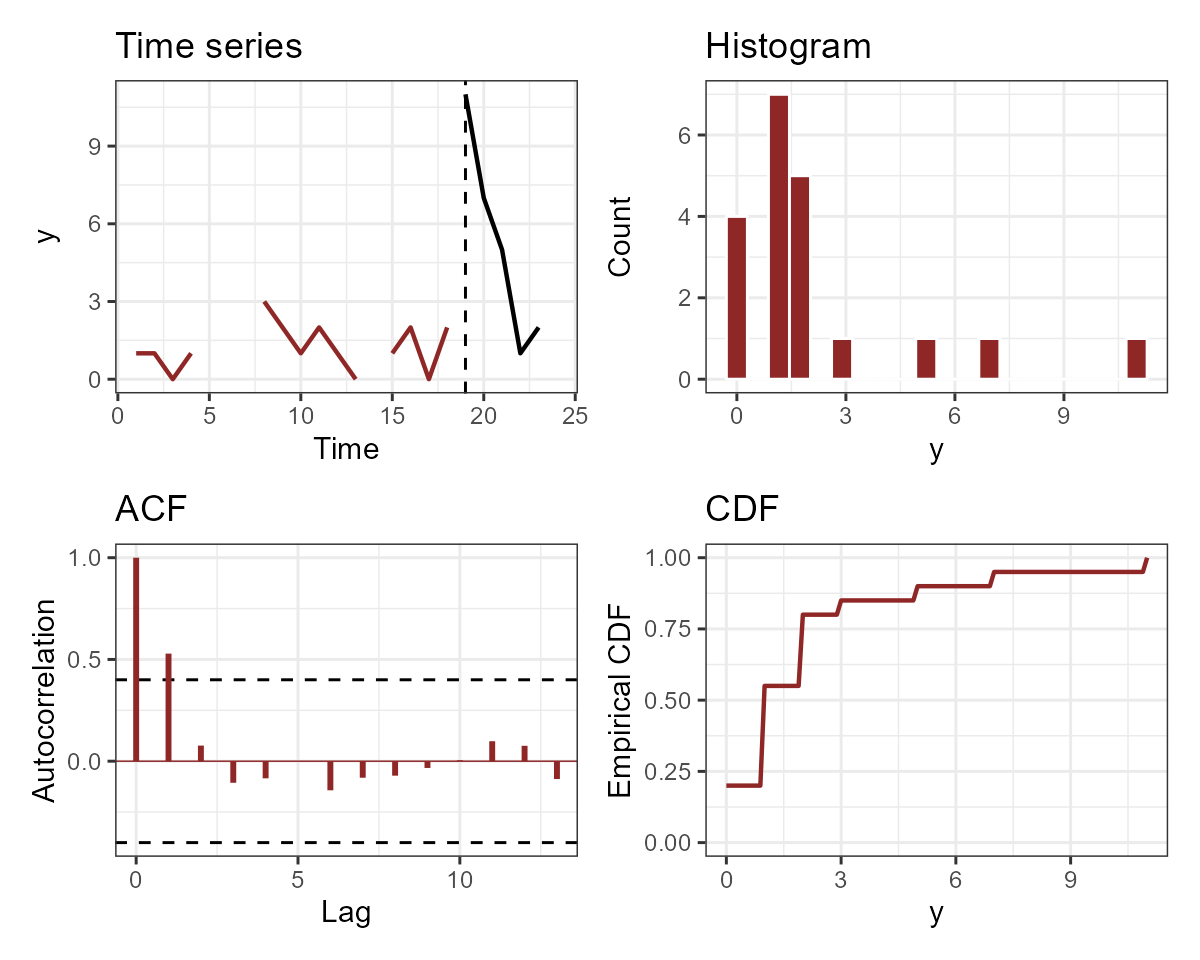 Time series
9
6
3
0
y
0 5 10 15 20 25
Time
Histogram
6
4
2
0
Count
0 3 6 9
y
ACF
1.0
0.5
0.0
Autocorrelation
0 5 10
Lag
CDF
1.00
0.75
0.50
0.25
0.00
Empirical CDF
0 3 6 9
y